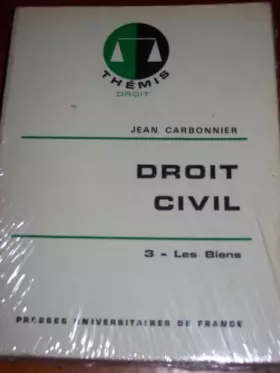 THÉMIS
DROIT
JEAN CARBONNIER
DROIT
CIVIL
3 - Les Biens
PRESSES UNIVERSITAIRES DE FRANCE